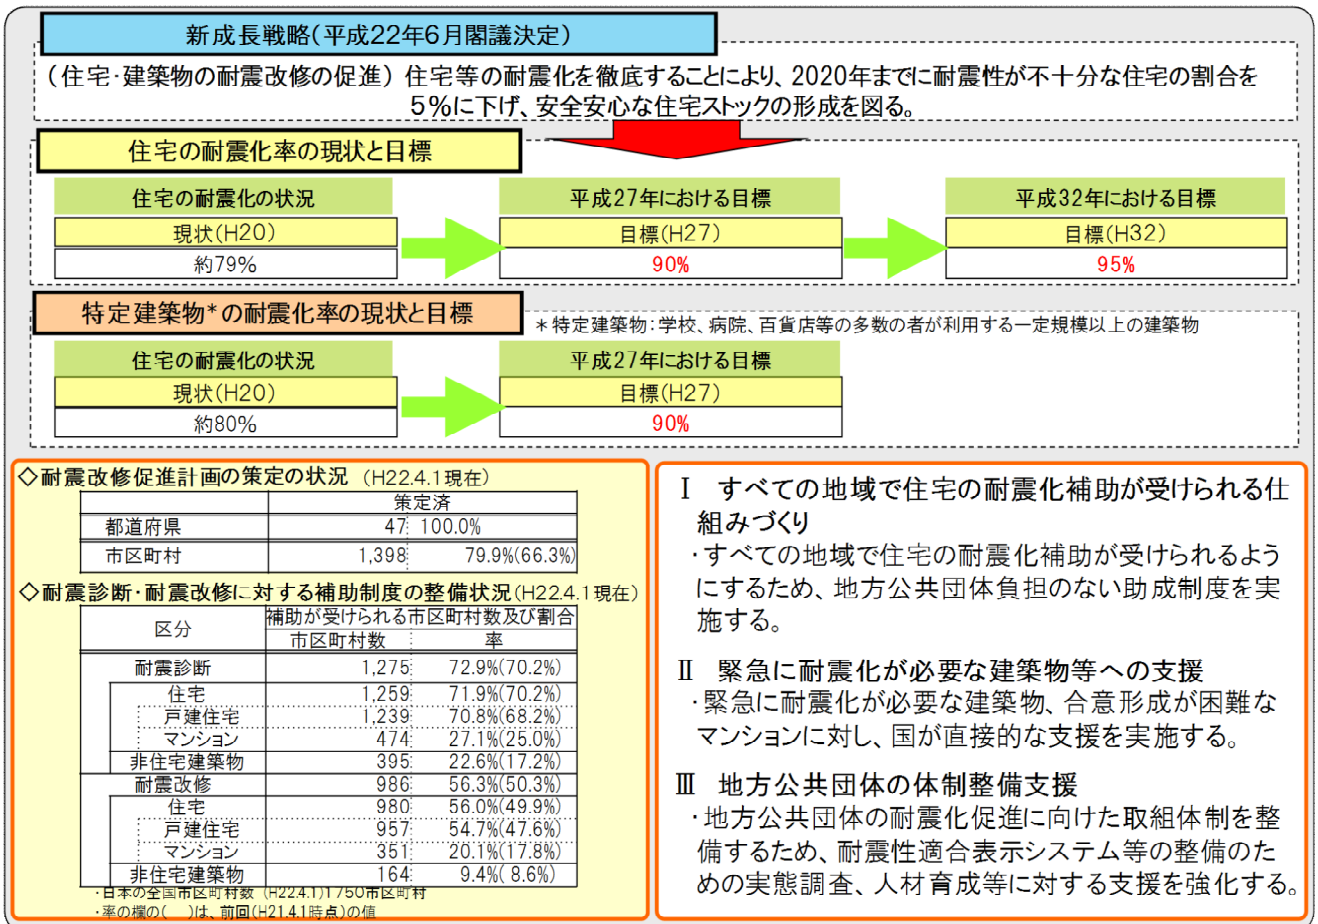 新成長戦略(平成22年6月閣議決定)
(住宅・建築物の耐震改修の促進) 住宅等の耐震化を徹底することにより、2020年までに耐震性が不十分な住宅の割合を
5%に下げ、安全安心な住宅ストックの形成を図る。
住宅の耐震化率の現状と目標
住宅の耐震化の状況 平成27年における目標 平成32年における目標
現状(H20) 目標(H27) 目標(H32)
約79% 90% 95%
特定建築物*の耐震化率の現状と目標
*特定建築物:学校、病院、百貨店等の多数の者が利用する一定規模以上の建築物
住宅の耐震化の状況 平成27年における目標
現状(H20) 目標(H27)
約80% 90%
◇耐震改修促進計画の策定の状況 (H22.4.1現在)
策定済
都道府県 47 100.0%
市区町村 1,398 79.9%(66.3%)
◇耐震診断・耐震改修に対する補助制度の整備状況(H22.4.1現在)
区分 補助が受けられる市区町村数及び割合
市区町村数 率
耐震診断 1,275 72.9%(70.2%)
住宅 1,259 71.9%(70.2%)
戸建住宅 1,239 70.8%(68.2%)
マンション 474 27.1%(25.0%)
非住宅建築物 395 22.6%(17.2%)
耐震改修 986 56.3%(50.3%)
住宅 980 56.0%(49.9%)
戸建住宅 957 54.7%(47.6%)
マンション 351 20.1%(17.8%)
非住宅建築物 164 9.4%( 8.6%)
・日本の全国市区町村数 (H22.4.1)1750市区町村
・率の欄の( )は、前回(H21.4.1時点)の値
Ⅰ すべての地域で住宅の耐震化補助が受けられる仕
組みづくり
・すべての地域で住宅の耐震化補助が受けられるよう
にするため、地方公共団体負担のない助成制度を実
施する。
Ⅱ 緊急に耐震化が必要な建築物等への支援
・緊急に耐震化が必要な建築物、合意形成が困難な
マンションに対し、国が直接的な支援を実施する。
Ⅲ 地方公共団体の体制整備支援
・地方公共団体の耐震化促進に向けた取組体制を整
備するため、耐震性適合表示システム等の整備のた
めの実態調査、人材育成等に対する支援を強化する。